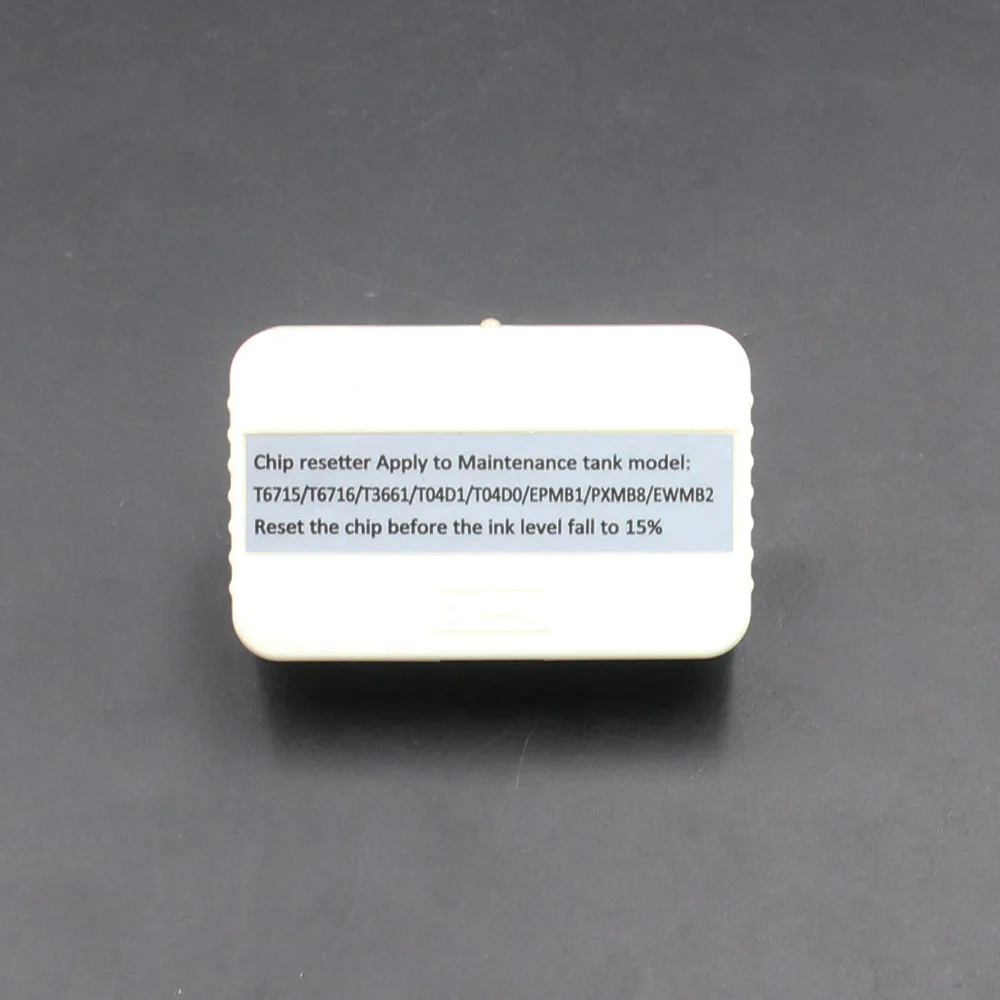 Chip resetter Apply to Maintenance tank model:
T6715/T6716/T3661/T04D1/T04D0/EPMB1/PXMB8/EWMB2
Reset the chip before the ink level fall to 15%